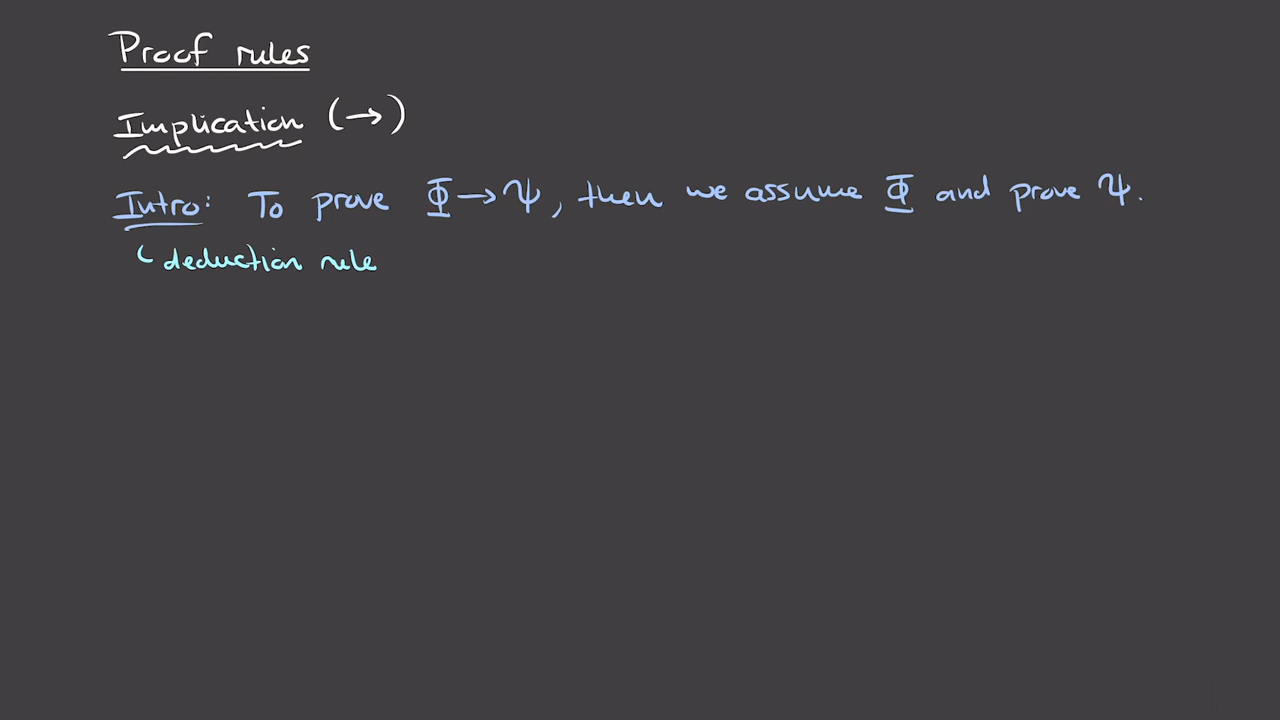 Proof rules
Implication (→)
Intro: To prove Φ → Ψ, then we assume Φ and prove Ψ.
deduction rule